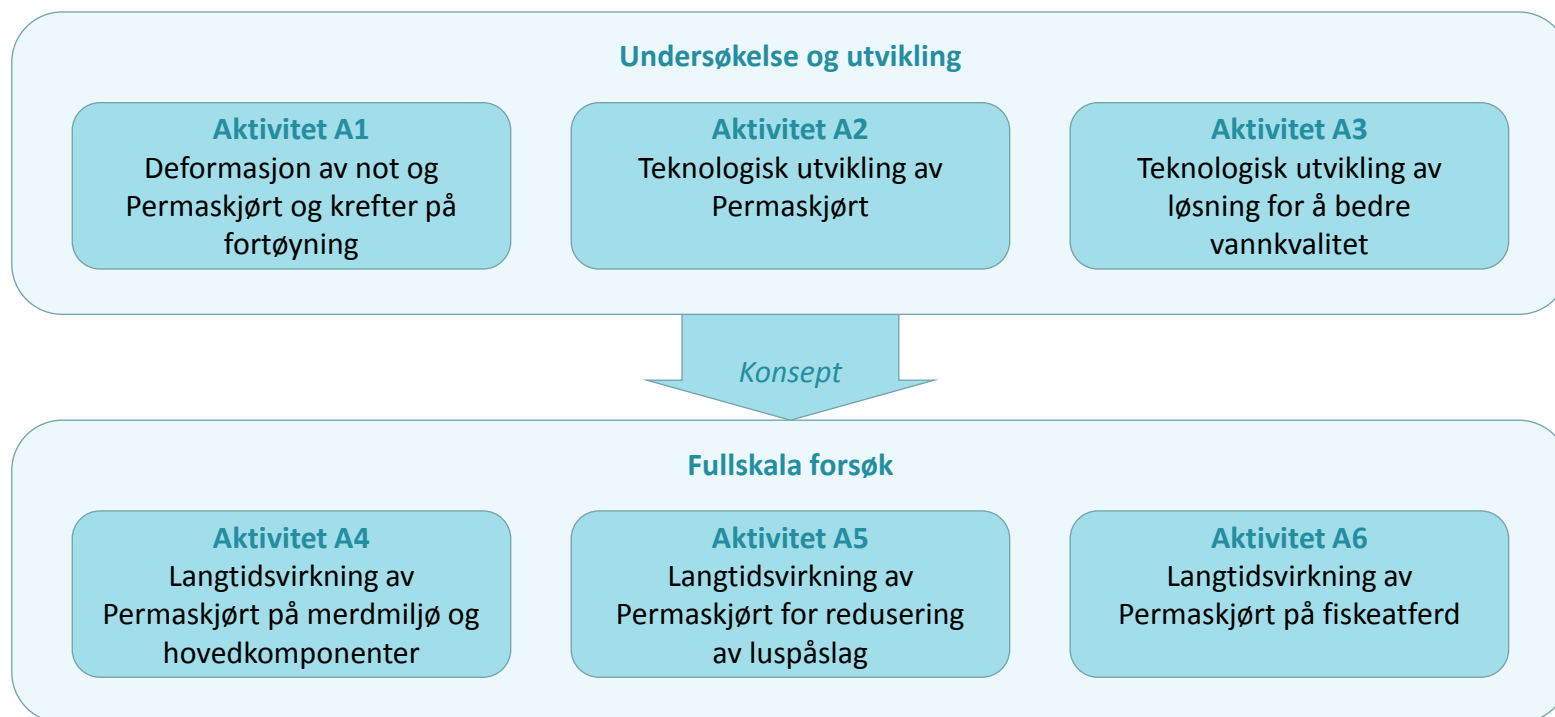 Undersøkelse og utvikling
Aktivitet A1
Deformasjon av not og
Permaskjørt og krefter på
fortøyning
Aktivitet A2
Teknologisk utvikling av
Permaskjørt
Aktivitet A3
Teknologisk utvikling av
løsning for å bedre
vannkvalitet
Konsept
Fullskala forsøk
Aktivitet A4
Langtidsvirkning av
Permaskjørt på merdmiljø og
hovedkomponenter
Aktivitet A5
Langtidsvirkning av
Permaskjørt for redusering
av luspåslag
Aktivitet A6
Langtidsvirkning av
Permaskjørt på fiskeatferd